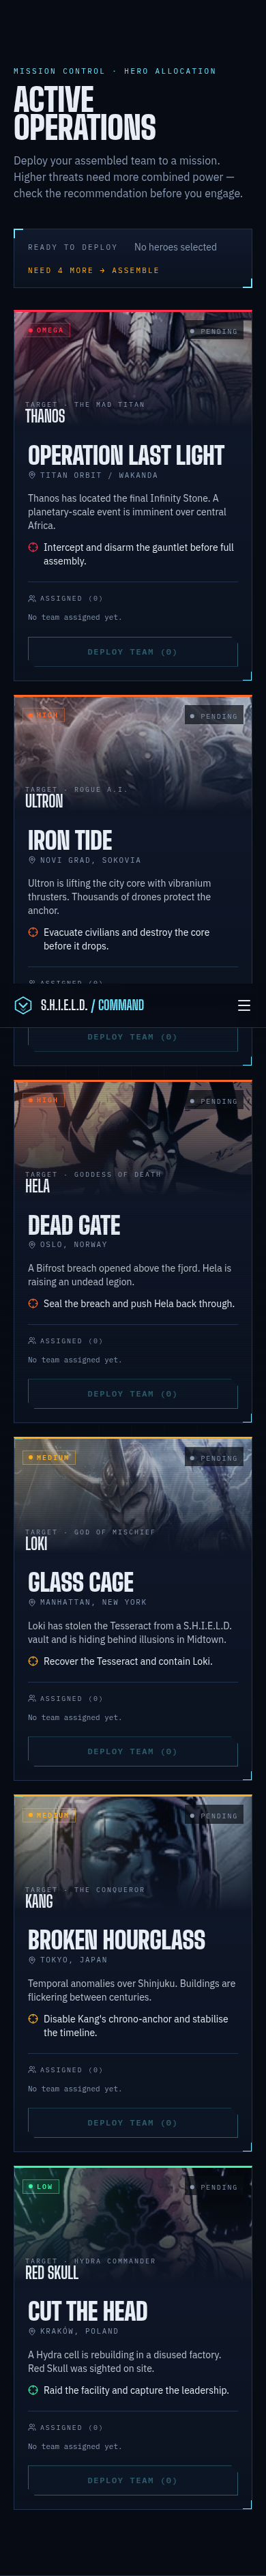 MISSION CONTROL · HERO ALLOCATION
ACTIVE
OPERATIONS
Deploy your assembled team to a mission.
Higher threats need more combined power —
check the recommendation before you engage.
READY TO DEPLOY No heroes selected
NEED 4 MORE → ASSEMBLE
OMEGA
PENDING
TARGET · THE MAD TITAN
THANOS
OPERATION LAST LIGHT
TITAN ORBIT / WAKANDA
Thanos has located the final Infinity Stone. A
planetary-scale event is imminent over central
Africa.
Intercept and disarm the gauntlet before full
assembly.
ASSIGNED (0)
No team assigned yet.
DEPLOY TEAM (0)
HIGH
PENDING
TARGET · ROGUE A.I.
ULTRON
IRON TIDE
NOVI GRAD, SOKOVIA
Ultron is lifting the city core with vibranium
thrusters. Thousands of drones protect the
anchor.
Evacuate civilians and destroy the core
before it drops.
ASSIGNED (0)
S.H.I.E.L.D. / COMMAND
DEPLOY TEAM (0)
HIGH
PENDING
TARGET · GODDESS OF DEATH
HELA
DEAD GATE
OSLO, NORWAY
A Bifrost breach opened above the fjord. Hela is
raising an undead legion.
Seal the breach and push Hela back through.
ASSIGNED (0)
No team assigned yet.
DEPLOY TEAM (0)
MEDIUM
PENDING
TARGET · GOD OF MISCHIEF
LOKI
GLASS CAGE
MANHATTAN, NEW YORK
Loki has stolen the Tesseract from a S.H.I.E.L.D.
vault and is hiding behind illusions in Midtown.
Recover the Tesseract and contain Loki.
ASSIGNED (0)
No team assigned yet.
DEPLOY TEAM (0)
MEDIUM
PENDING
TARGET · THE CONQUEROR
KANG
BROKEN HOURGLASS
TOKYO, JAPAN
Temporal anomalies over Shinjuku. Buildings are
flickering between centuries.
Disable Kang's chrono-anchor and stabilise
the timeline.
ASSIGNED (0)
No team assigned yet.
DEPLOY TEAM (0)
LOW
PENDING
TARGET · HYDRA COMMANDER
RED SKULL
CUT THE HEAD
KRAKÓW, POLAND
A Hydra cell is rebuilding in a disused factory.
Red Skull was sighted on site.
Raid the facility and capture the leadership.
ASSIGNED (0)
No team assigned yet.
DEPLOY TEAM (0)